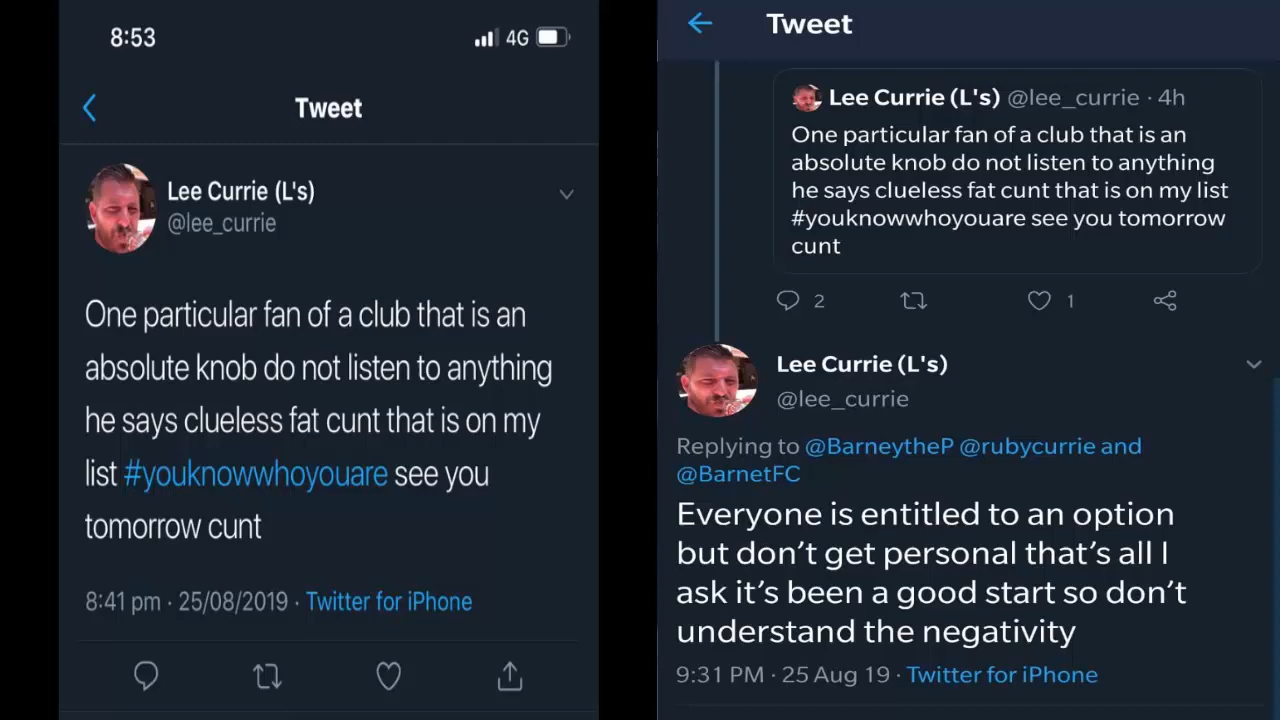 8:53
4G
Tweet
Lee Currie (L's)
@lee_currie
One particular fan of a club that is an
absolute knob do not listen to anything
he says clueless fat cunt that is on my
list #youknowwhoyouare see you
tomorrow cunt
8:41 pm · 25/08/2019 · Twitter for iPhone
Tweet
Lee Currie (L's) @lee_currie · 4h
One particular fan of a club that is an
absolute knob do not listen to anything
he says clueless fat cunt that is on my list
#youknowwhoyouare see you tomorrow
cunt
2
1
Lee Currie (L's)
@lee_currie
Replying to @BarneytheP @rubycurrie and
@BarnetFC
Everyone is entitled to an option
but don't get personal that's all I
ask it's been a good start so don't
understand the negativity
9:31 PM · 25 Aug 19 · Twitter for iPhone